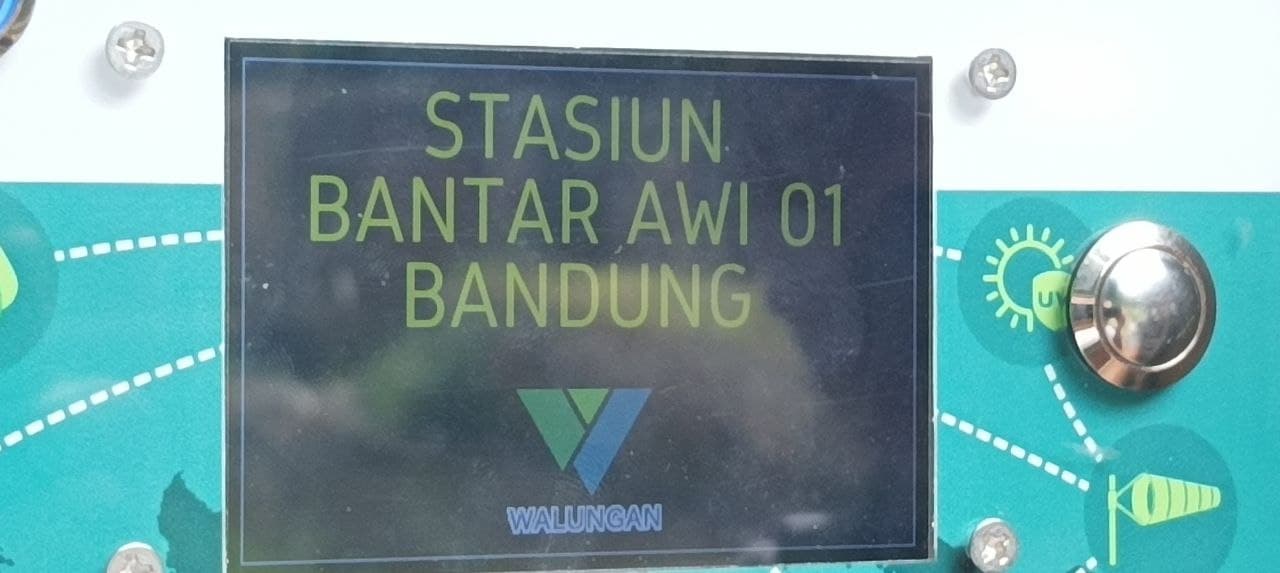 STASIUN
BANTAR AWI 01
BANDUNG
WALUNGAN
UV